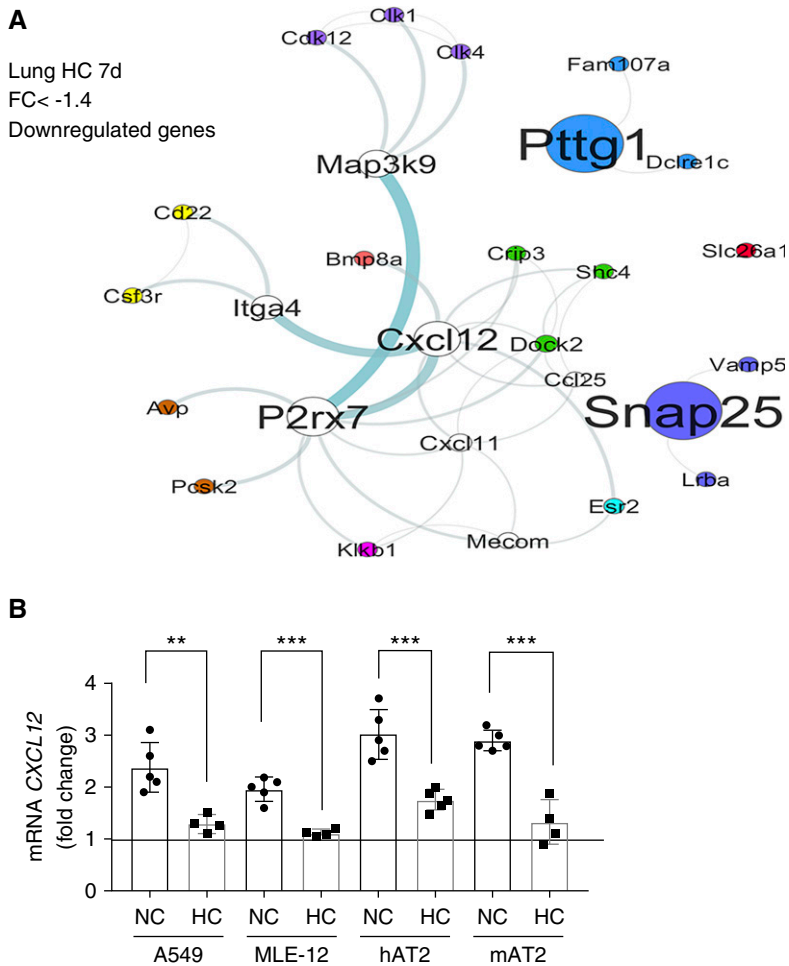 A
Lung HC 7d
FC< -1.4
Downregulated genes
Clk1
Cdk12
Clk4
Fam107a
Pttg1
Dclre1c
Map3k9
Cd22
Bmp8a
Crip3
Slc26a1
Shc4
Csf3r
Itga4
Cxcl12
Dock2
Vamp5
Ccl25
Avp
P2rx7
Snap25
Cxcl11
Pcsk2
Lrba
Esr2
Klkb1
Mecom
B
** *** *** ***
4
3
2
1
0
mRNA CXCL12
(fold change)
NC HC NC HC NC HC NC HC
A549 MLE-12 hAT2 mAT2